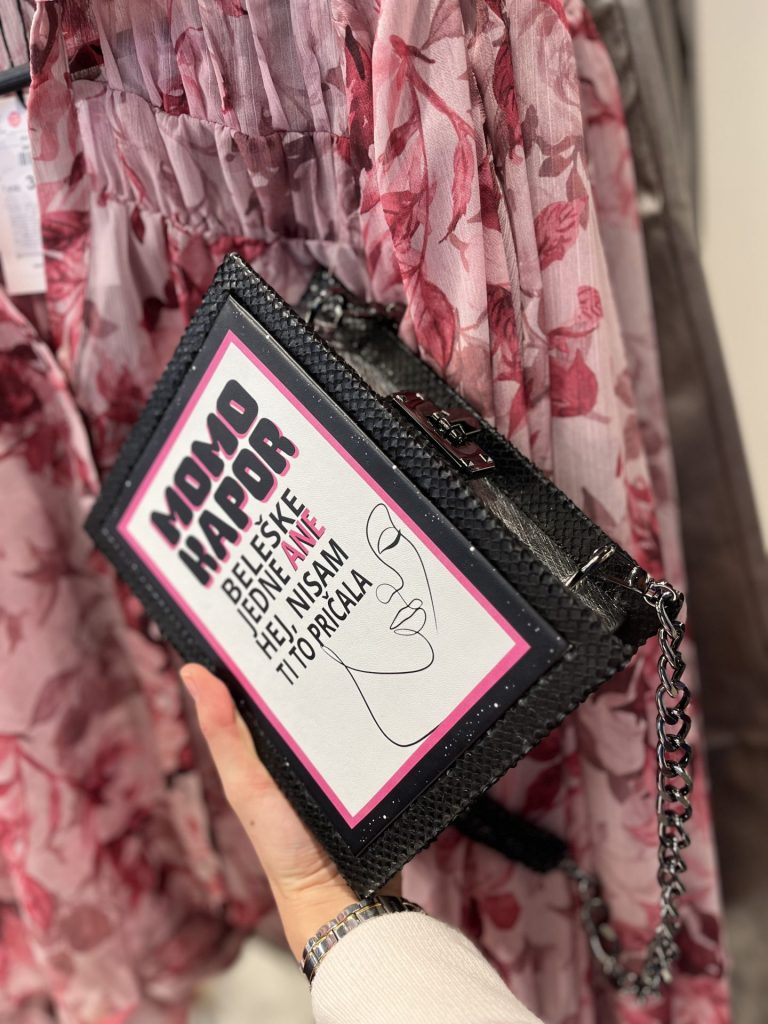 MOMO
KAPOR
BELEŠKE
JEDNE ANE
HEJ, NISAM
TI TO PRIČALA